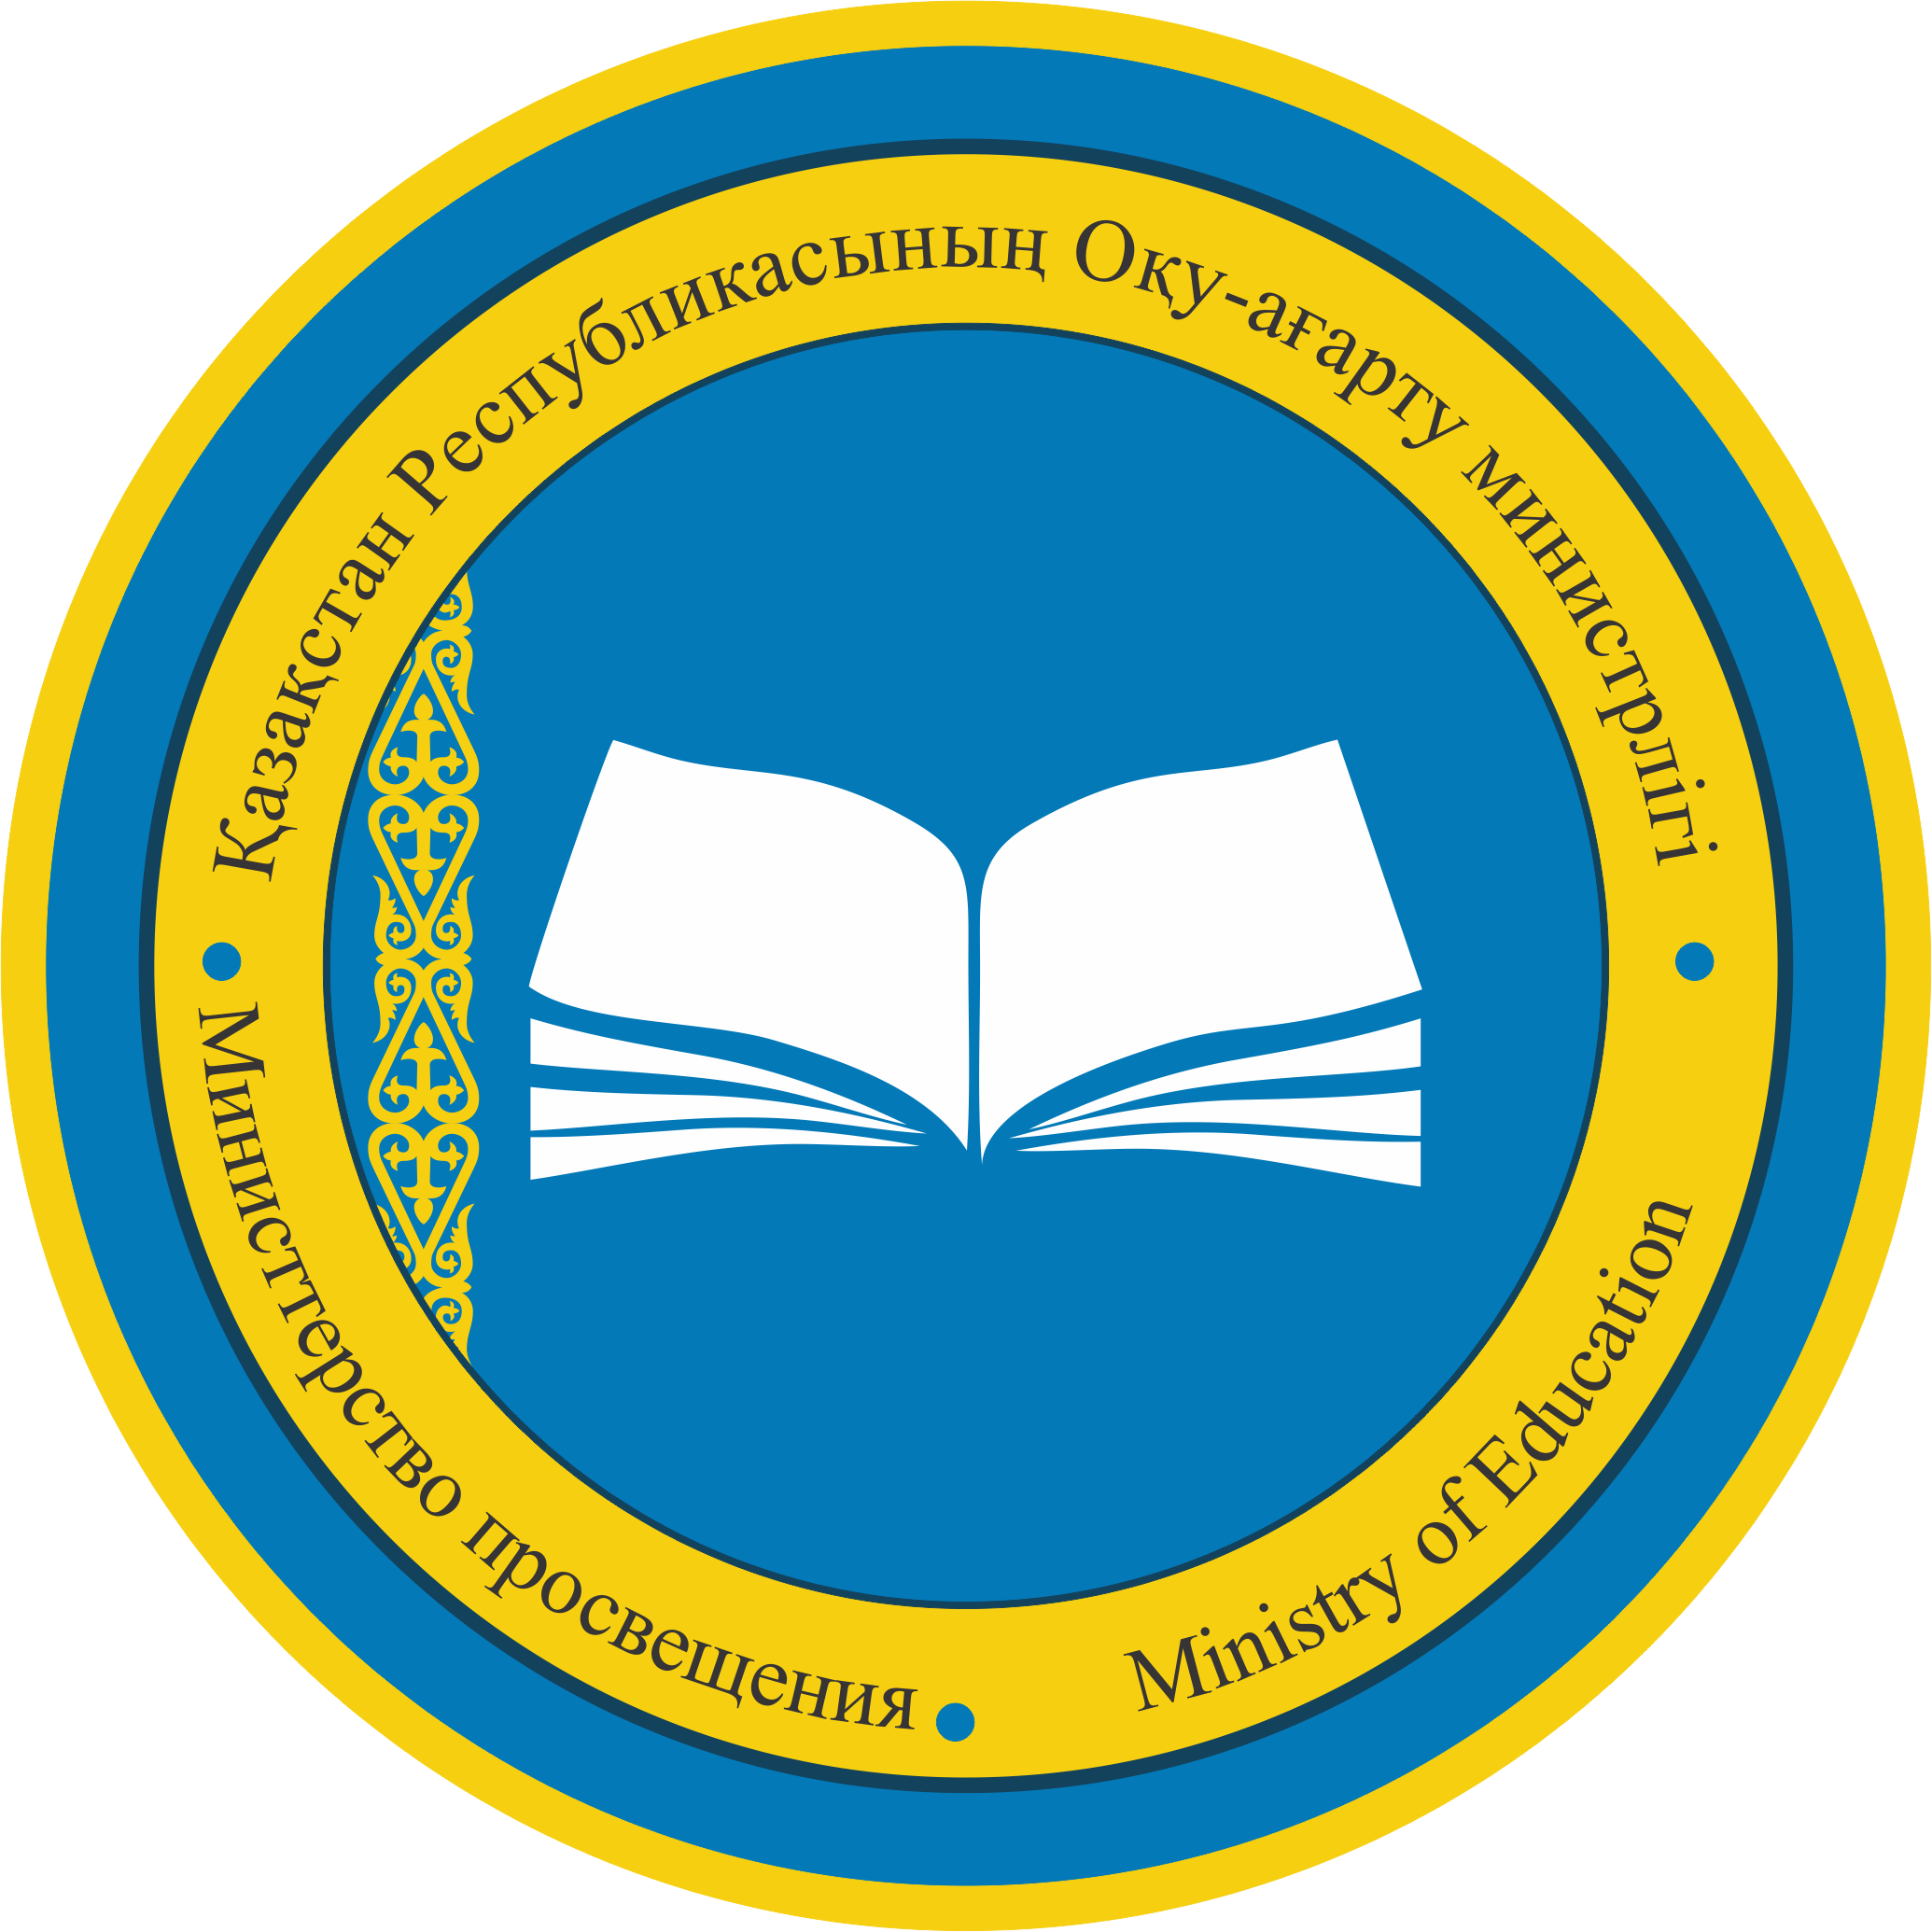 Қазақстан Республикасының Оқу-ағарту министрлігі
Министерство просвещения
Ministry of Education